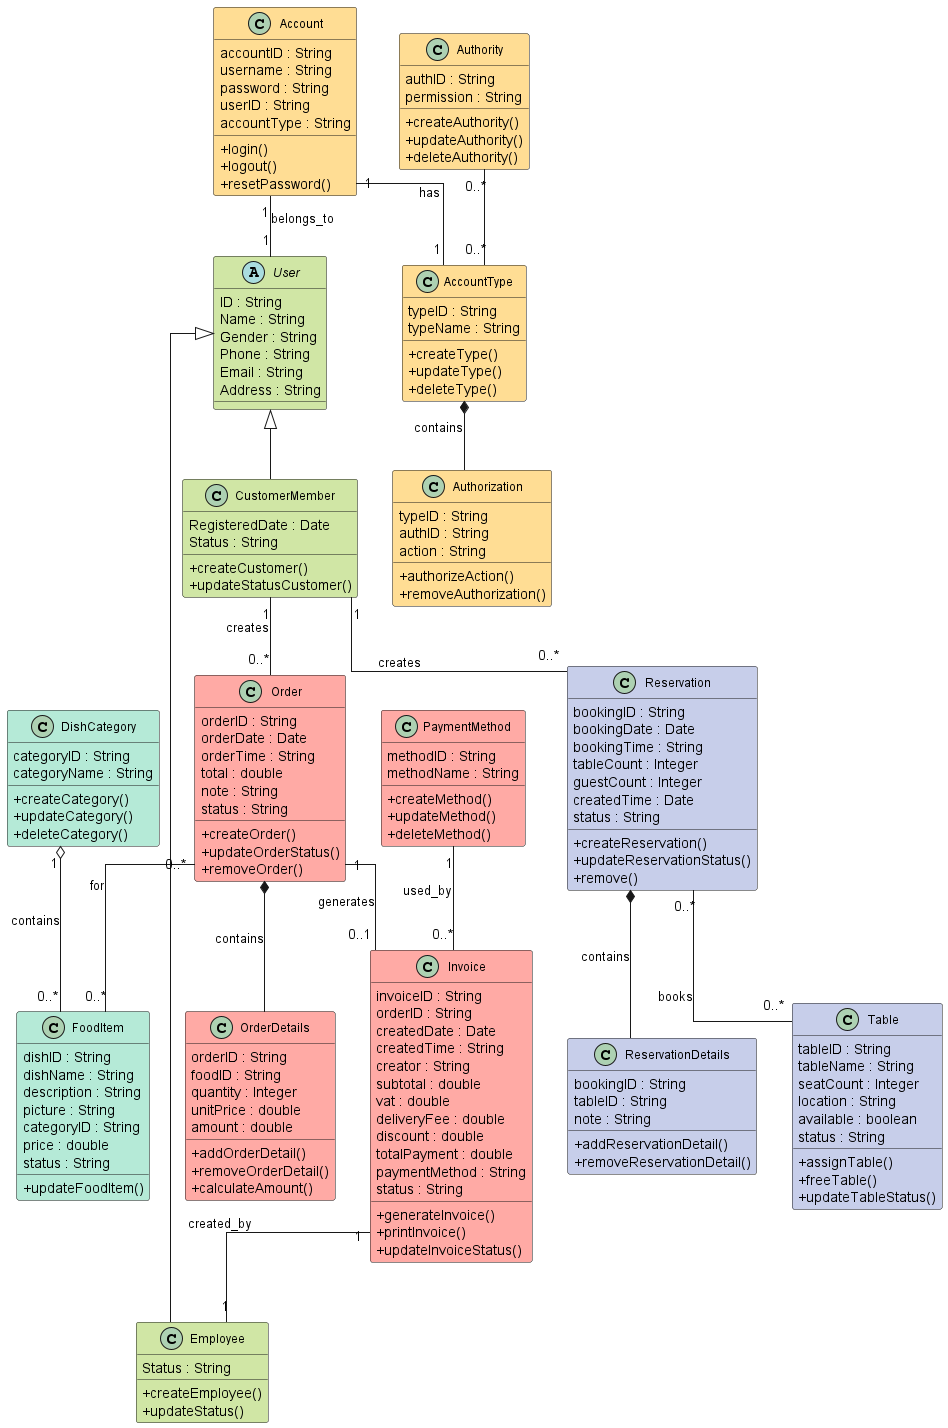 C Account
accountID : String
username : String
password : String
userID : String
accountType : String
+login()
+logout()
+resetPassword()
C Authority
authID : String
permission : String
+createAuthority()
+updateAuthority()
+deleteAuthority()
1
has
1
0..*
0..*
1
belongs_to
1
A User
ID : String
Name : String
Gender : String
Phone : String
Email : String
Address : String
C AccountType
typeID : String
typeName : String
+createType()
+updateType()
+deleteType()
contains
C Authorization
typeID : String
authID : String
action : String
+authorizeAction()
+removeAuthorization()
C CustomerMember
RegisteredDate : Date
Status : String
+createCustomer()
+updateStatusCustomer()
1
creates
0..*
1
creates
0..*
C Order
orderID : String
orderDate : Date
orderTime : String
total : double
note : String
status : String
+createOrder()
+updateOrderStatus()
+removeOrder()
C PaymentMethod
methodID : String
methodName : String
+createMethod()
+updateMethod()
+deleteMethod()
C Reservation
bookingID : String
bookingDate : Date
bookingTime : String
tableCount : Integer
guestCount : Integer
createdTime : Date
status : String
+createReservation()
+updateReservationStatus()
+remove()
C DishCategory
categoryID : String
categoryName : String
+createCategory()
+updateCategory()
+deleteCategory()
1
contains
0..*
0..*
for
0..*
contains
1
generates
0..1
1
used_by
0..*
contains
0..*
books
0..*
C FoodItem
dishID : String
dishName : String
description : String
picture : String
categoryID : String
price : double
status : String
+updateFoodItem()
C OrderDetails
orderID : String
foodID : String
quantity : Integer
unitPrice : double
amount : double
+addOrderDetail()
+removeOrderDetail()
+calculateAmount()
C Invoice
invoiceID : String
orderID : String
createdDate : Date
createdTime : String
creator : String
subtotal : double
vat : double
deliveryFee : double
discount : double
totalPayment : double
paymentMethod : String
status : String
+generateInvoice()
+printInvoice()
+updateInvoiceStatus()
C ReservationDetails
bookingID : String
tableID : String
note : String
+addReservationDetail()
+removeReservationDetail()
C Table
tableID : String
tableName : String
seatCount : Integer
location : String
available : boolean
status : String
+assignTable()
+freeTable()
+updateTableStatus()
created_by
1
1
C Employee
Status : String
+createEmployee()
+updateStatus()